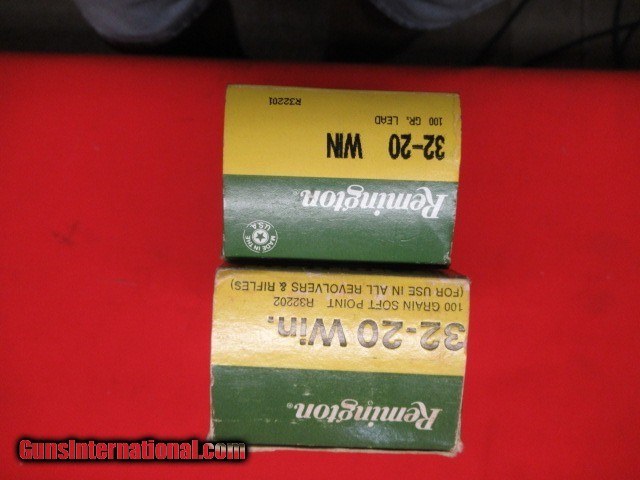 Remington
MADE IN THE
U.S.A.
32-20 WIN
100 GR. LEAD
R32201
Remington®
32-20 Win.
100 GRAIN SOFT POINT R32202
(FOR USE IN ALL REVOLVERS & RIFLES)
GunsInternational.com